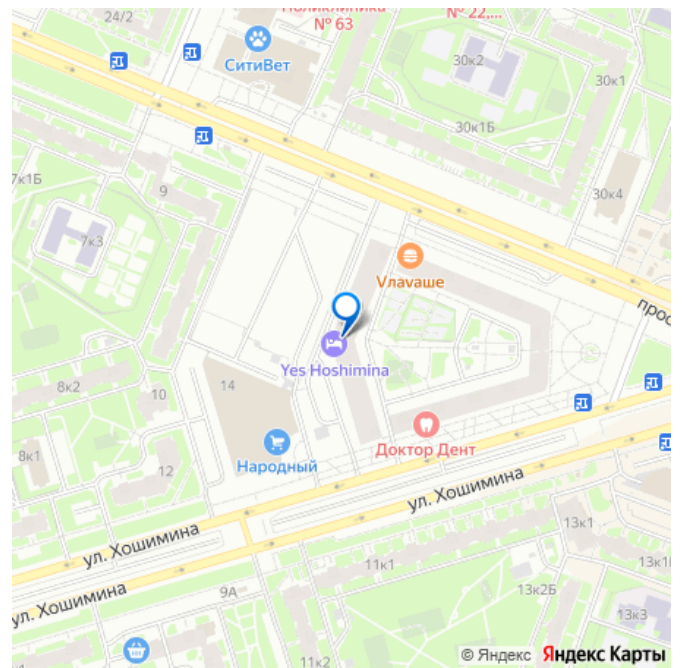 24/2
Поликлиника
№ 63
№ 22,...
СитиВет
30к2
30к1
30к1Б
30к4
7к1Б
9
7к3
Vлаvаше
прос
Yes Hoshimina
8к2
10
14
8к1
12
Народный
Доктор Дент
ул. Хошимина
ул. Хошимина
ул. Хошимина
13к1
11к1
9А
13к2Б
13к1
13к3
11к2
© Яндекс Яндекс Карты